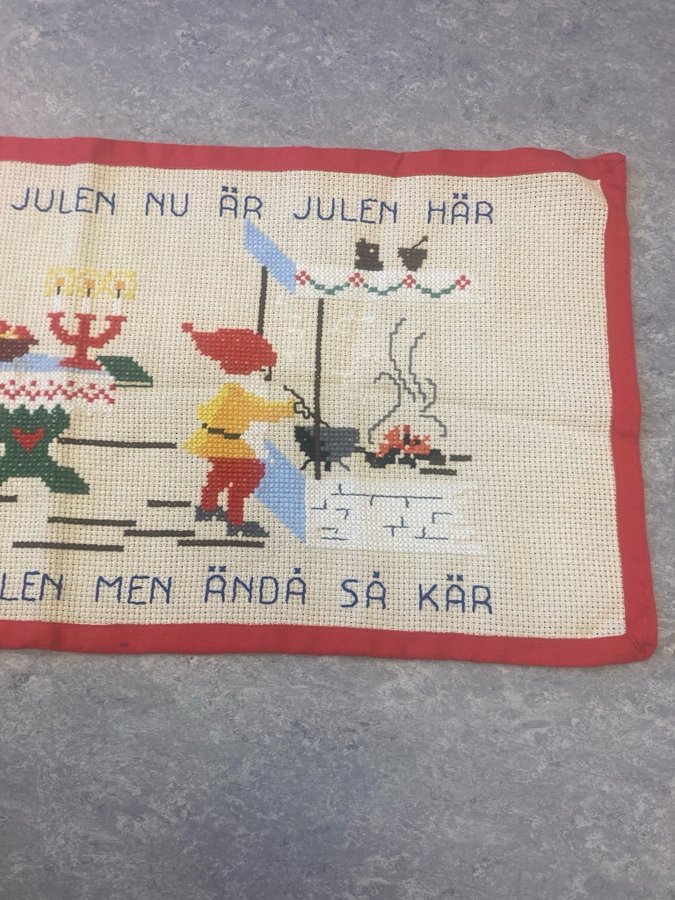 JULEN NU ÄR JULEN HÄR
LEN MEN ÄNDÅ SÅ KÄR